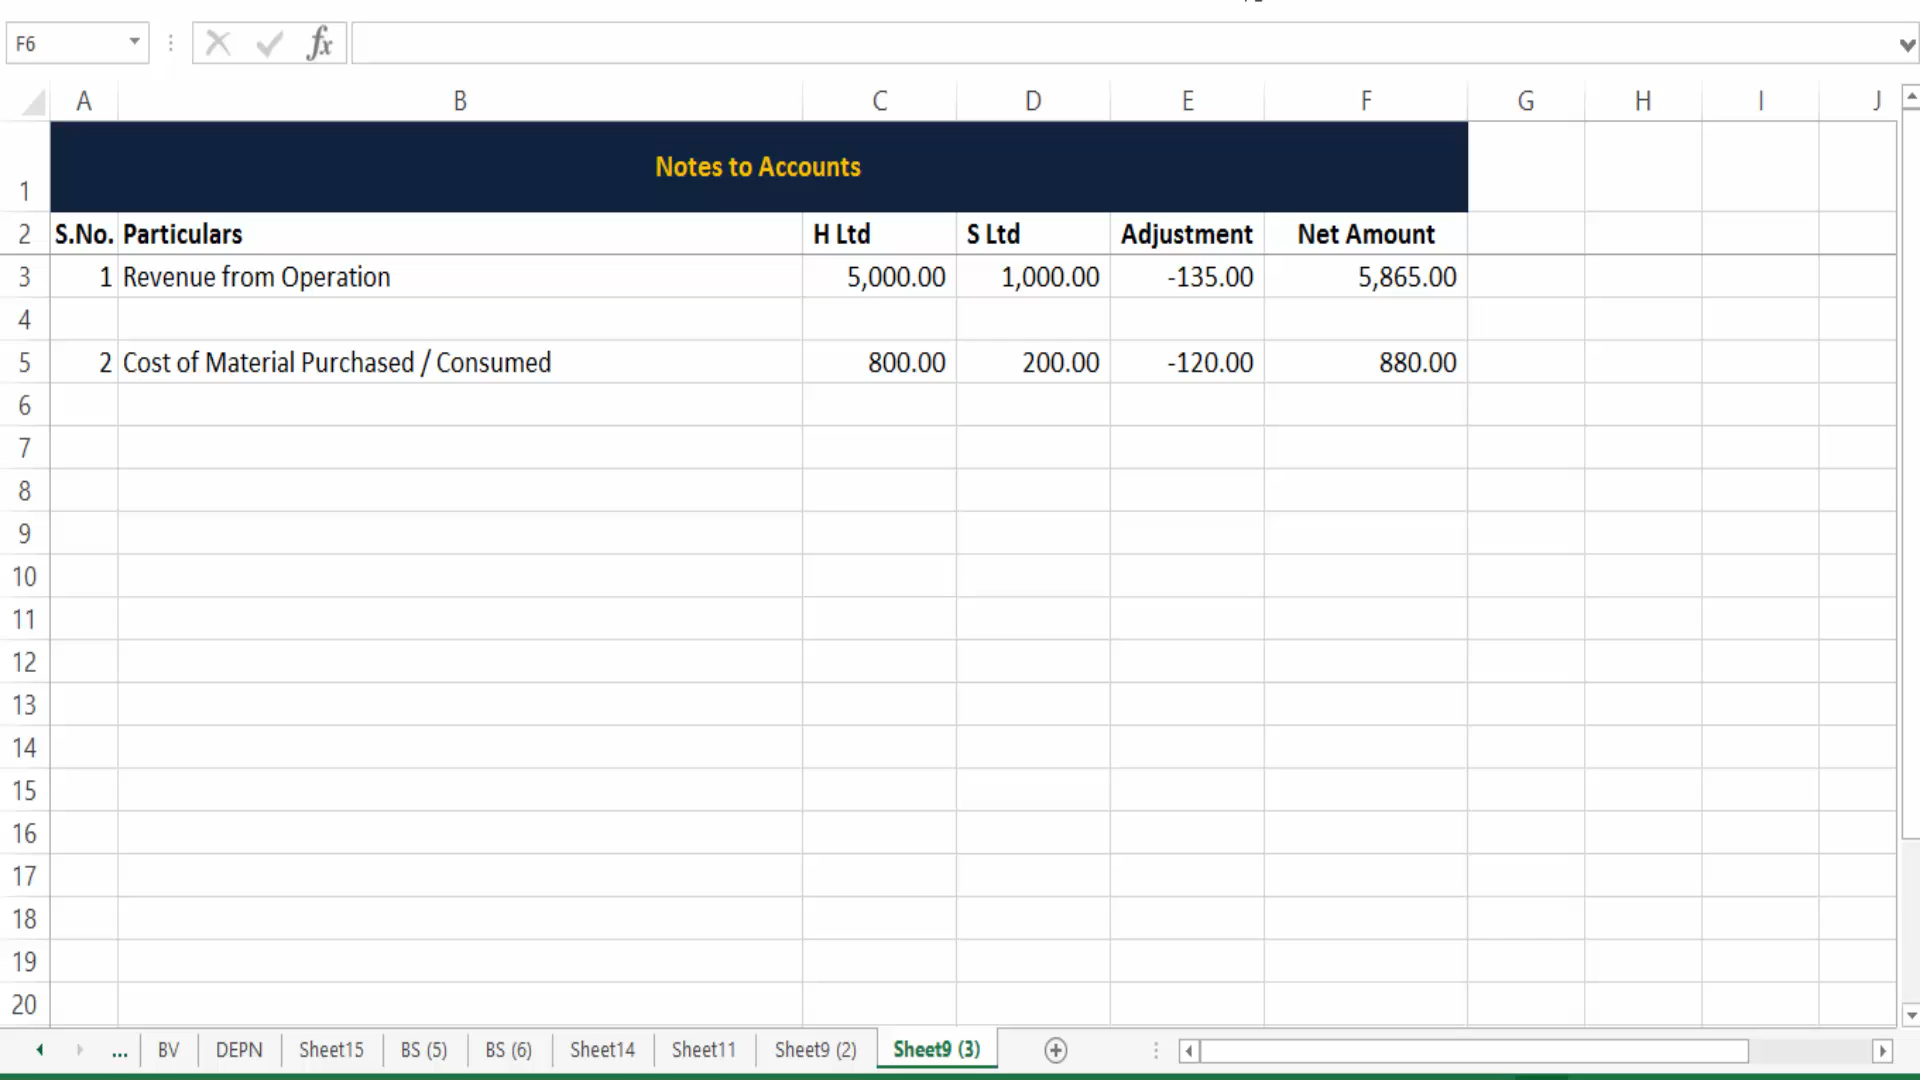 F6
fx
A B C D E F G H I J
1 Notes to Accounts
2 S.No. Particulars H Ltd S Ltd Adjustment Net Amount
3 1 Revenue from Operation 5,000.00 1,000.00 -135.00 5,865.00
4
5 2 Cost of Material Purchased / Consumed 800.00 200.00 -120.00 880.00
6
7
8
9
10
11
12
13
14
15
16
17
18
19
20
... BV DEPN Sheet15 BS (5) BS (6) Sheet14 Sheet11 Sheet9 (2) Sheet9 (3)